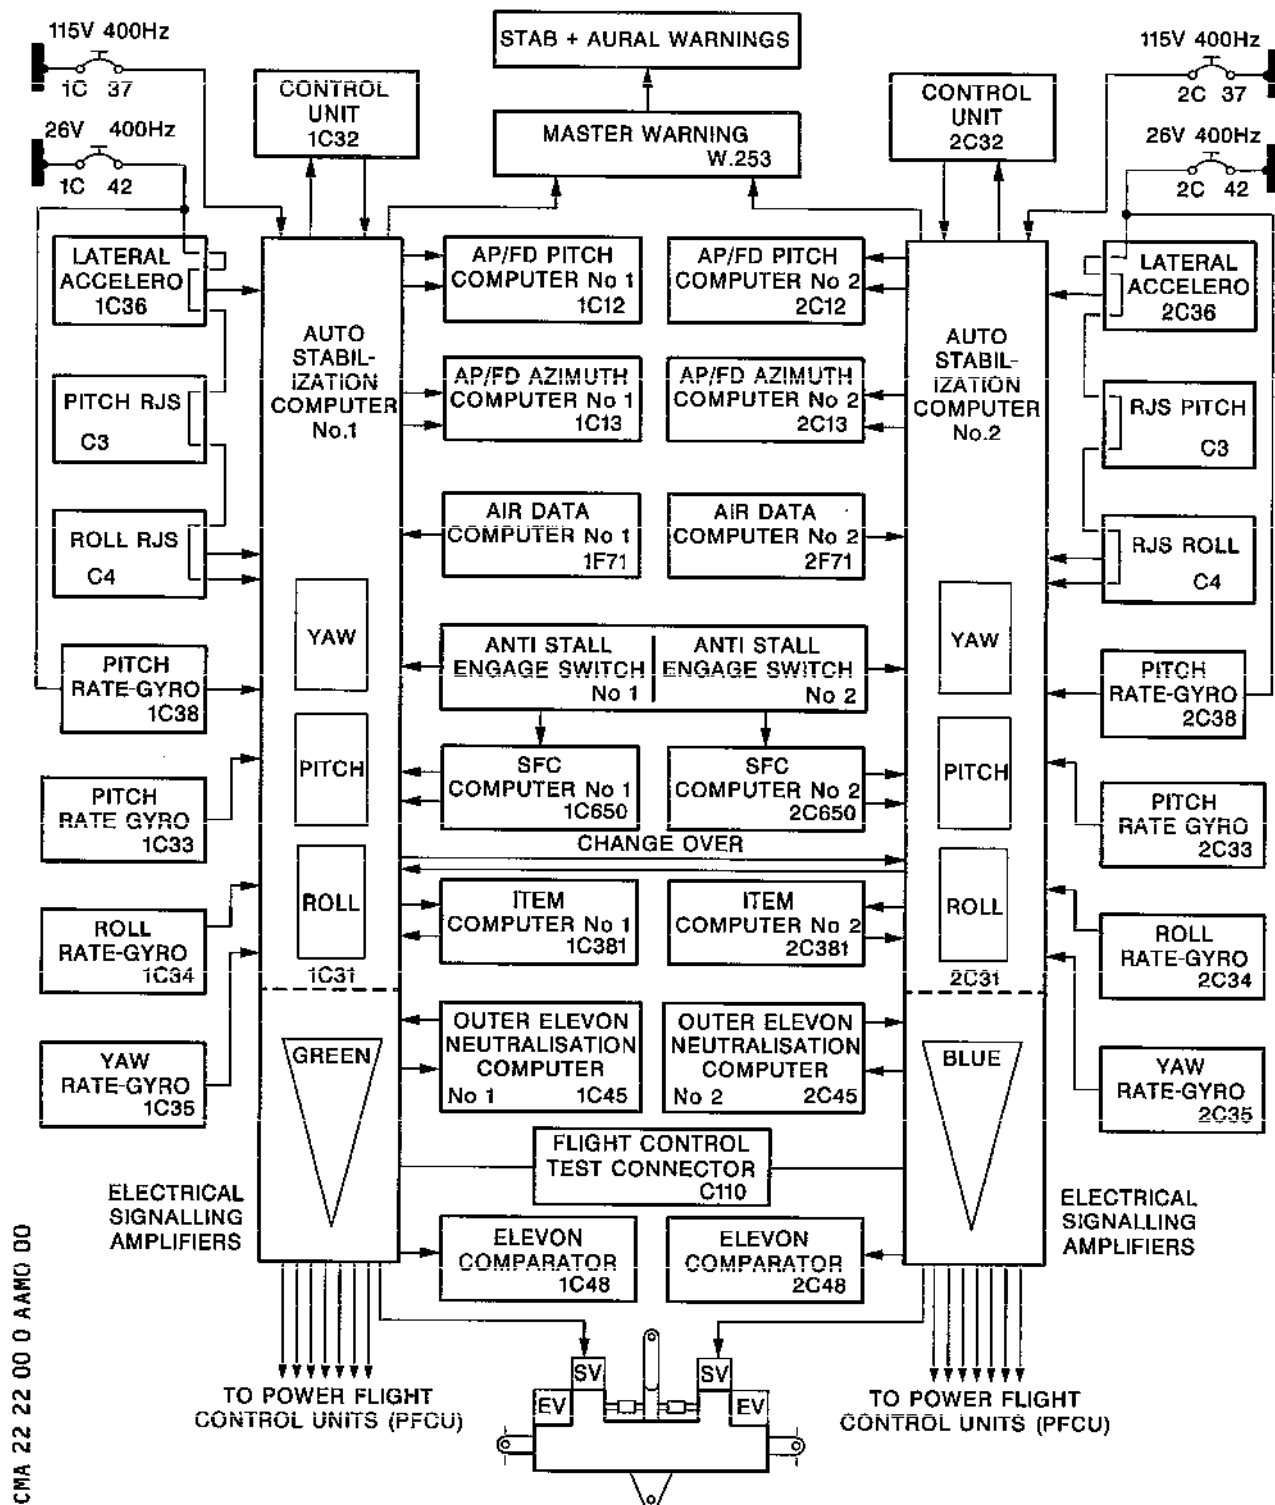 115V 400Hz
1C 37
26V 400Hz
1C 42
CONTROL
UNIT
1C32
STAB + AURAL WARNINGS
MASTER WARNING
W.253
CONTROL
UNIT
2C32
115V 400Hz
2C 37
26V 400Hz
2C 42
LATERAL
ACCELERO
1C36
PITCH RJS
C3
ROLL RJS
C4
PITCH
RATE-GYRO
1C38
PITCH
RATE GYRO
1C33
ROLL
RATE-GYRO
1C34
YAW
RATE-GYRO
1C35
AUTO
STABIL-
IZATION
COMPUTER
No.1
YAW
PITCH
ROLL
1C31
GREEN
ELECTRICAL
SIGNALLING
AMPLIFIERS
AP/FD PITCH
COMPUTER No 1
1C12
AP/FD PITCH
COMPUTER No 2
2C12
AP/FD AZIMUTH
COMPUTER No 1
1C13
AP/FD AZIMUTH
COMPUTER No 2
2C13
AIR DATA
COMPUTER No 1
1F71
AIR DATA
COMPUTER No 2
2F71
ANTI STALL
ENGAGE SWITCH
No 1
ANTI STALL
ENGAGE SWITCH
No 2
SFC
COMPUTER No 1
1C650
SFC
COMPUTER No 2
2C650
CHANGE OVER
ITEM
COMPUTER No 1
1C381
ITEM
COMPUTER No 2
2C381
OUTER ELEVON
NEUTRALISATION
COMPUTER
No 1 1C45
OUTER ELEVON
NEUTRALISATION
COMPUTER
No 2 2C45
FLIGHT CONTROL
TEST CONNECTOR
C110
ELEVON
COMPARATOR
1C48
ELEVON
COMPARATOR
2C48
AUTO
STABIL-
IZATION
COMPUTER
No.2
YAW
PITCH
ROLL
2C31
BLUE
LATERAL
ACCELERO
2C36
RJS PITCH
C3
RJS ROLL
C4
PITCH
RATE-GYRO
2C38
PITCH
RATE GYRO
2C33
ROLL
RATE-GYRO
2C34
YAW
RATE-GYRO
2C35
ELECTRICAL
SIGNALLING
AMPLIFIERS
TO POWER FLIGHT
CONTROL UNITS (PFCU)
SV
SV
EV
EV
TO POWER FLIGHT
CONTROL UNITS (PFCU)
CMA 22 22 00 0 AAMO 00